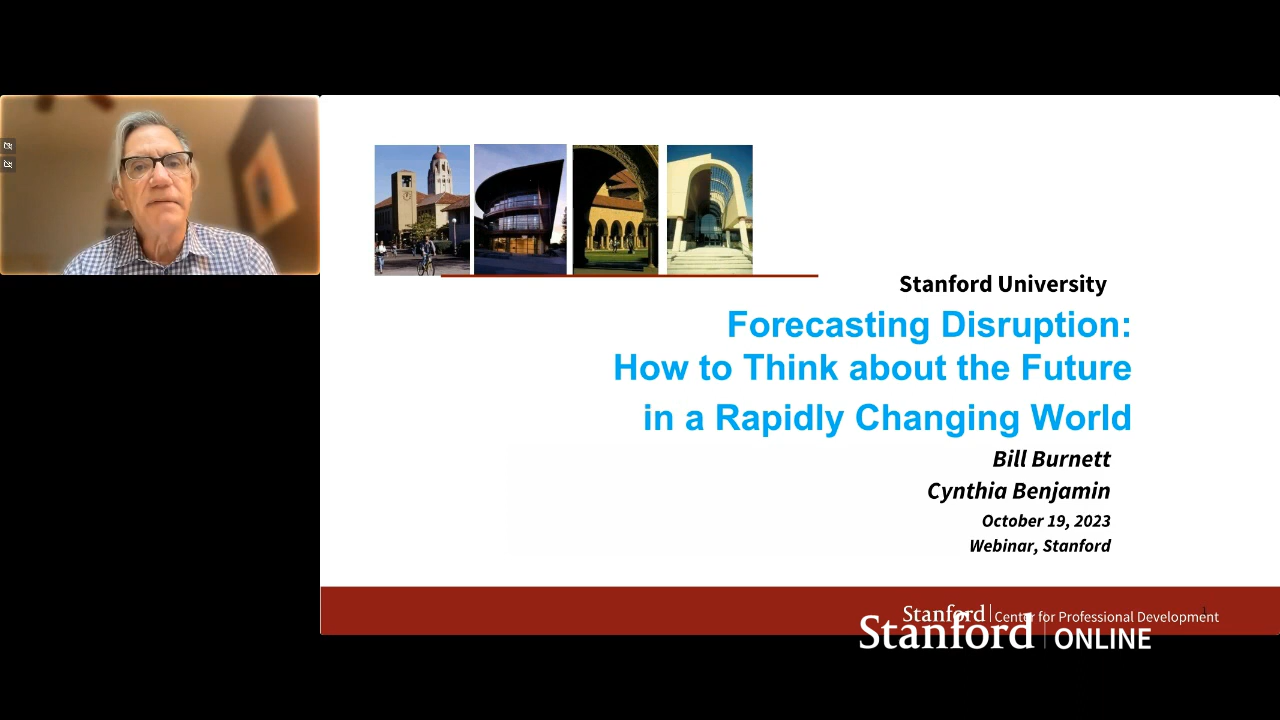 Stanford University
Forecasting Disruption:
How to Think about the Future
in a Rapidly Changing World
Bill Burnett
Cynthia Benjamin
October 19, 2023
Webinar, Stanford
Stanford | Center for Professional Development
Stanford | ONLINE